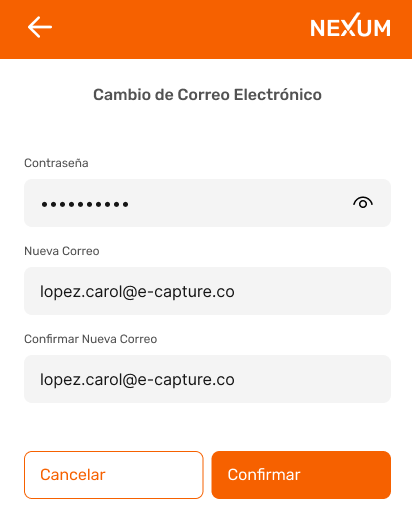 NEXUM
Cambio de Correo Electrónico
Contraseña
••••••••••
Nueva Correo
lopez.carol@e-capture.co
Confirmar Nueva Correo
lopez.carol@e-capture.co
Cancelar
Confirmar